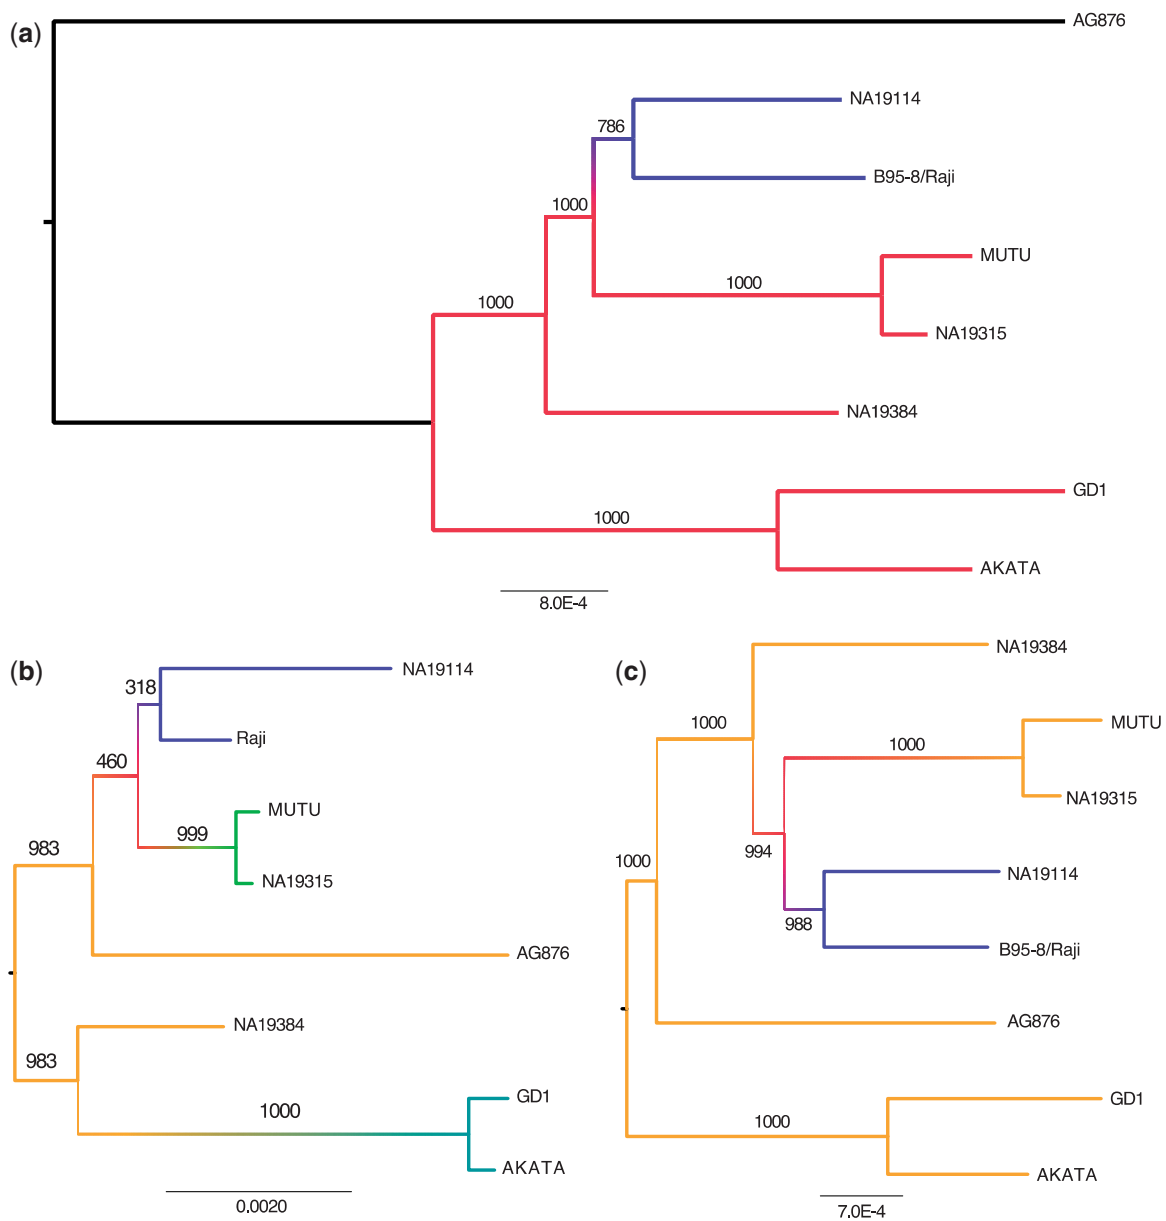 (a)
AG876
NA19114
786
B95-8/Raji
1000
MUTU
1000
1000
NA19315
NA19384
GD1
1000
AKATA
8.0E-4
(b)
NA19114
318
Raji
460
MUTU
999
983
NA19315
AG876
NA19384
983
GD1
1000
AKATA
0.0020
(c)
NA19384
1000
MUTU
1000
NA19315
994
1000
NA19114
988
B95-8/Raji
AG876
GD1
1000
AKATA
7.0E-4